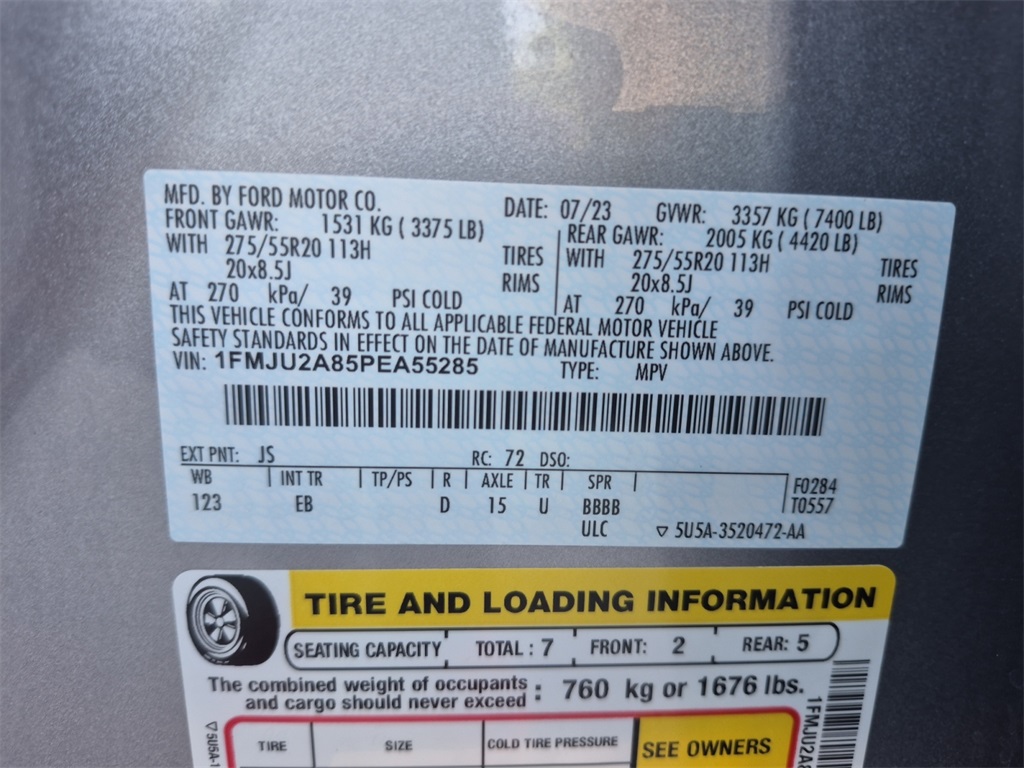 MFD. BY FORD MOTOR CO. DATE: 07/23 GVWR: 3357 KG ( 7400 LB)
FRONT GAWR: 1531 KG ( 3375 LB) REAR GAWR: 2005 KG ( 4420 LB)
WITH 275/55R20 113H TIRES WITH 275/55R20 113H TIRES
20x8.5J RIMS 20x8.5J RIMS
AT 270 kPa/ 39 PSI COLD AT 270 kPa/ 39 PSI COLD
THIS VEHICLE CONFORMS TO ALL APPLICABLE FEDERAL MOTOR VEHICLE
SAFETY STANDARDS IN EFFECT ON THE DATE OF MANUFACTURE SHOWN ABOVE.
VIN: 1FMJU2A85PEA55285 TYPE: MPV
EXT PNT: JS RC: 72 DSO:
WB INT TR TP/PS R AXLE TR SPR F0284
123 EB D 15 U BBBB T0557
ULC ▽ 5U5A-3520472-AA
TIRE AND LOADING INFORMATION
SEATING CAPACITY TOTAL : 7 FRONT: 2 REAR: 5
The combined weight of occupants
and cargo should never exceed : 760 kg or 1676 lbs.
TIRE SIZE COLD TIRE PRESSURE SEE OWNERS
▽5U5A-1
1FMJU2A8